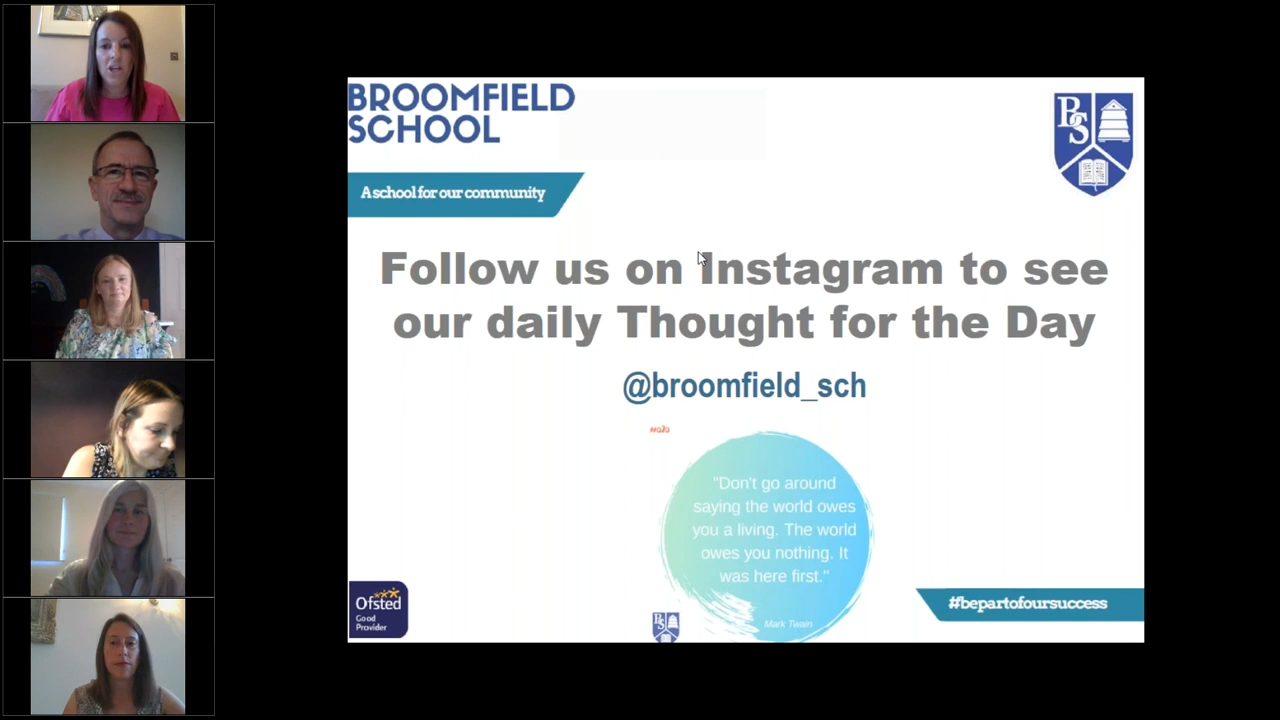 BROOMFIELD
SCHOOL
BS
A school for our community
Follow us on Instagram to see
our daily Thought for the Day
@broomfield_sch
"Don't go around
saying the world owes
you a living. The world
owes you nothing. It
was here first."
Mark Twain
BS
Ofsted
Good
Provider
#bepartofoursuccess